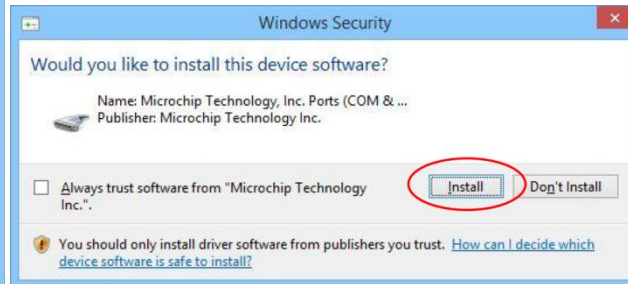 Windows Security
Would you like to install this device software?
Name: Microchip Technology, Inc. Ports (COM & ...
Publisher: Microchip Technology Inc.
Always trust software from "Microchip Technology
Inc.".
Install
Don't Install
You should only install driver software from publishers you trust. How can I decide which
device software is safe to install?